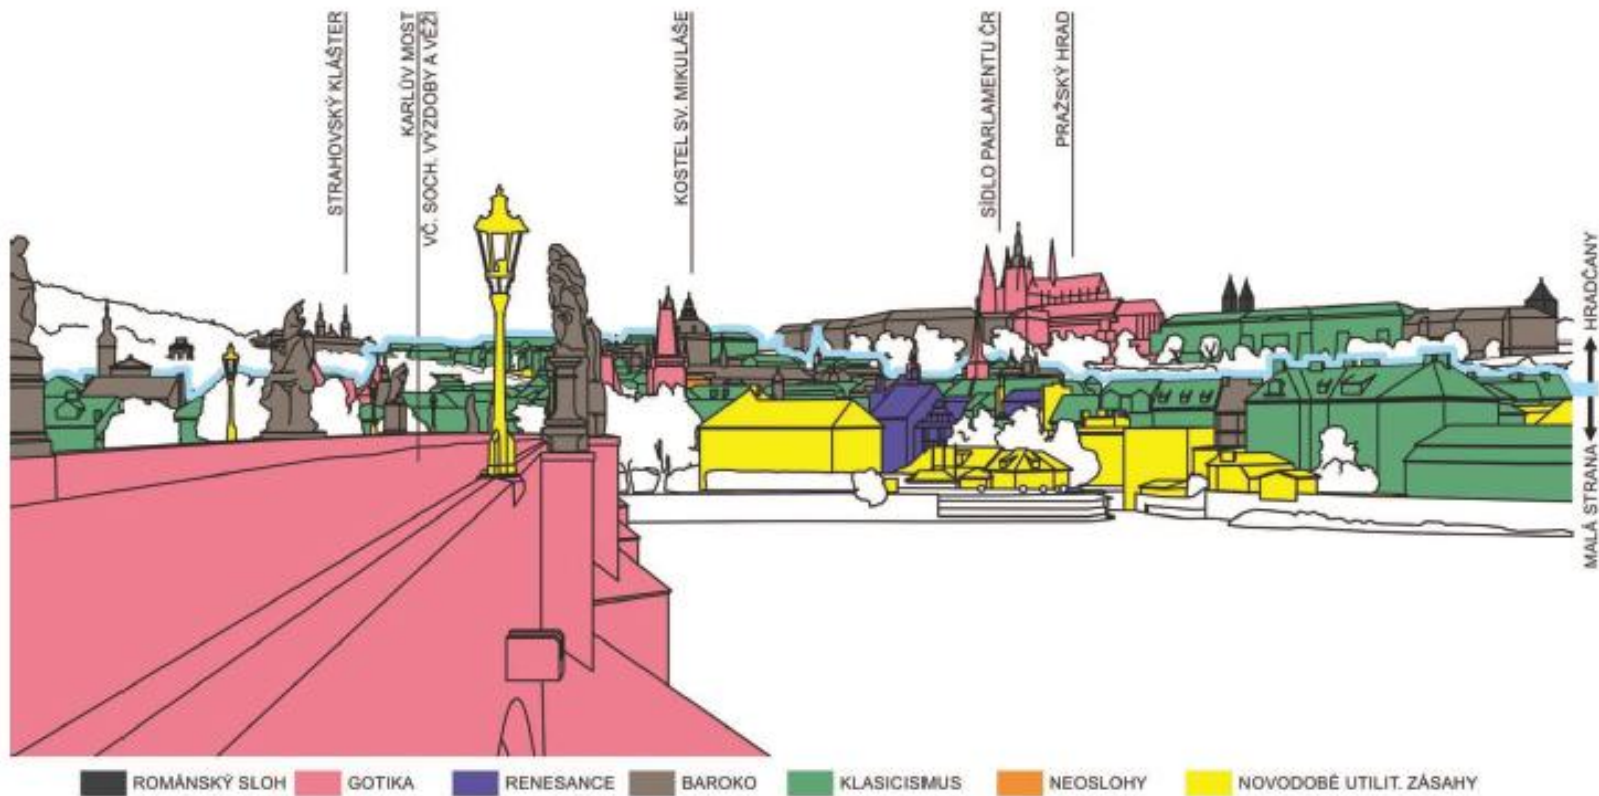 STRAHOVSKÝ KLÁŠTER
KARLŮV MOST
VČ. SOCH. VÝZDOBY A VĚŽÍ
KOSTEL SV. MIKULÁŠE
SÍDLO PARLAMENTU ČR
PRAŽSKÝ HRAD
HRADČANY
MALÁ STRANA
ROMÁNSKÝ SLOH
GOTIKA
RENESANCE
BAROKO
KLASICISMUS
NEOSLOHY
NOVODOBÉ UTILIT. ZÁSAHY